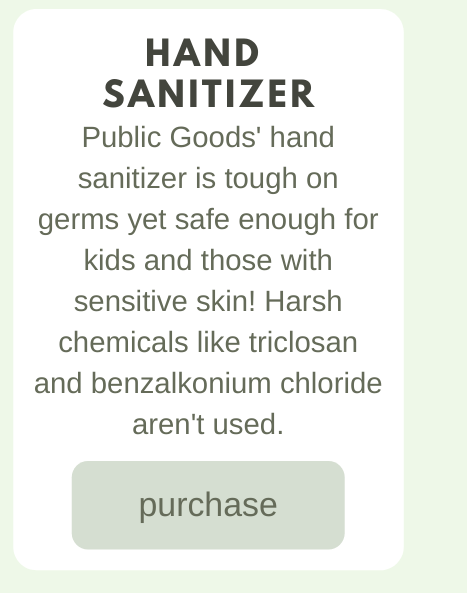 HAND
SANITIZER
Public Goods' hand
sanitizer is tough on
germs yet safe enough for
kids and those with
sensitive skin! Harsh
chemicals like triclosan
and benzalkonium chloride
aren't used.
purchase